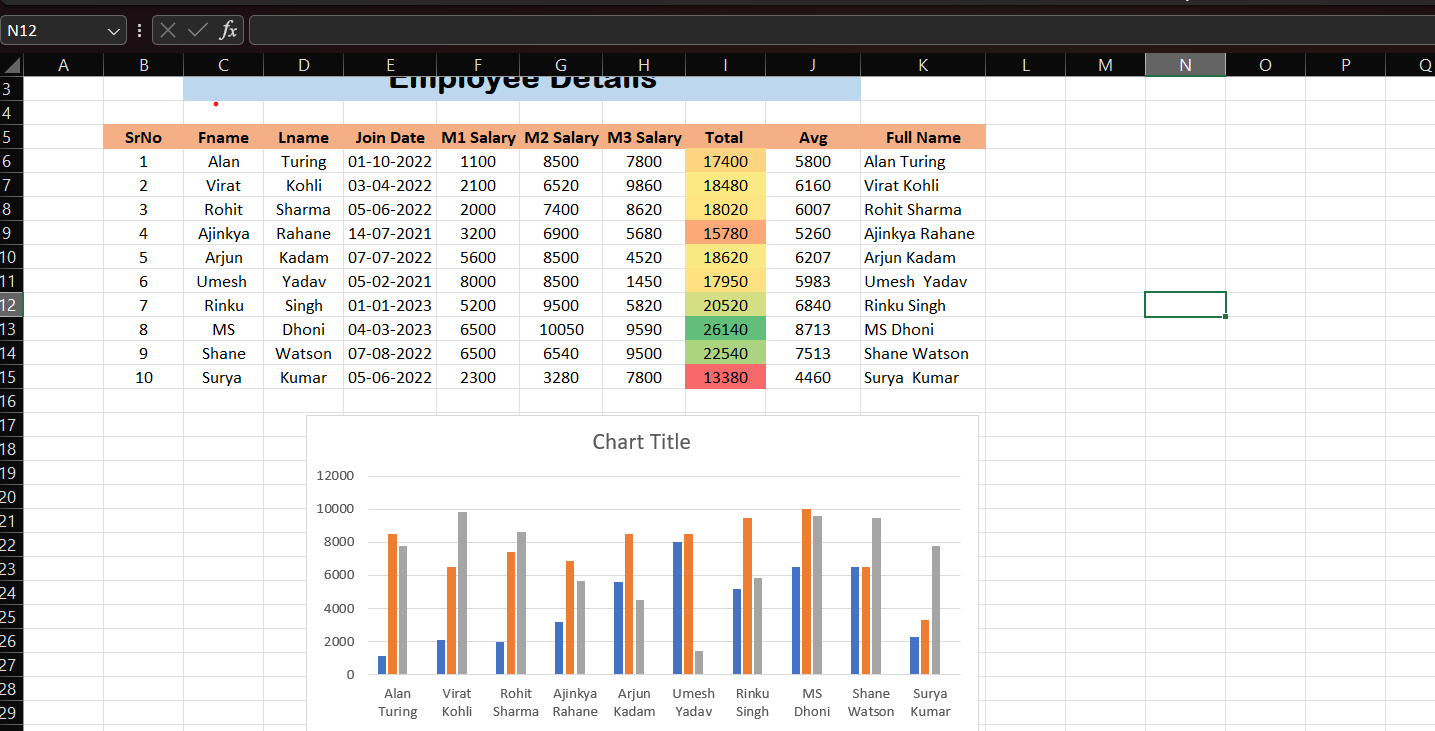 N12 fx
A B C D E F G H I J K L M N O P Q
3 Employee Details
4
5 SrNo Fname Lname Join Date M1 Salary M2 Salary M3 Salary Total Avg Full Name
6 1 Alan Turing 01-10-2022 1100 8500 7800 17400 5800 Alan Turing
7 2 Virat Kohli 03-04-2022 2100 6520 9860 18480 6160 Virat Kohli
8 3 Rohit Sharma 05-06-2022 2000 7400 8620 18020 6007 Rohit Sharma
9 4 Ajinkya Rahane 14-07-2021 3200 6900 5680 15780 5260 Ajinkya Rahane
10 5 Arjun Kadam 07-07-2022 5600 8500 4520 18620 6207 Arjun Kadam
11 6 Umesh Yadav 05-02-2021 8000 8500 1450 17950 5983 Umesh  Yadav
12 7 Rinku Singh 01-01-2023 5200 9500 5820 20520 6840 Rinku Singh
13 8 MS Dhoni 04-03-2023 6500 10050 9590 26140 8713 MS Dhoni
14 9 Shane Watson 07-08-2022 6500 6540 9500 22540 7513 Shane Watson
15 10 Surya Kumar 05-06-2022 2300 3280 7800 13380 4460 Surya  Kumar
16
17
18 Chart Title
19 12000
20
21 10000
22 8000
23 6000
24
25 4000
26 2000
27 0
28 Alan Virat Rohit Ajinkya Arjun Umesh Rinku MS Shane Surya
29 Turing Kohli Sharma Rahane Kadam Yadav Singh Dhoni Watson Kumar